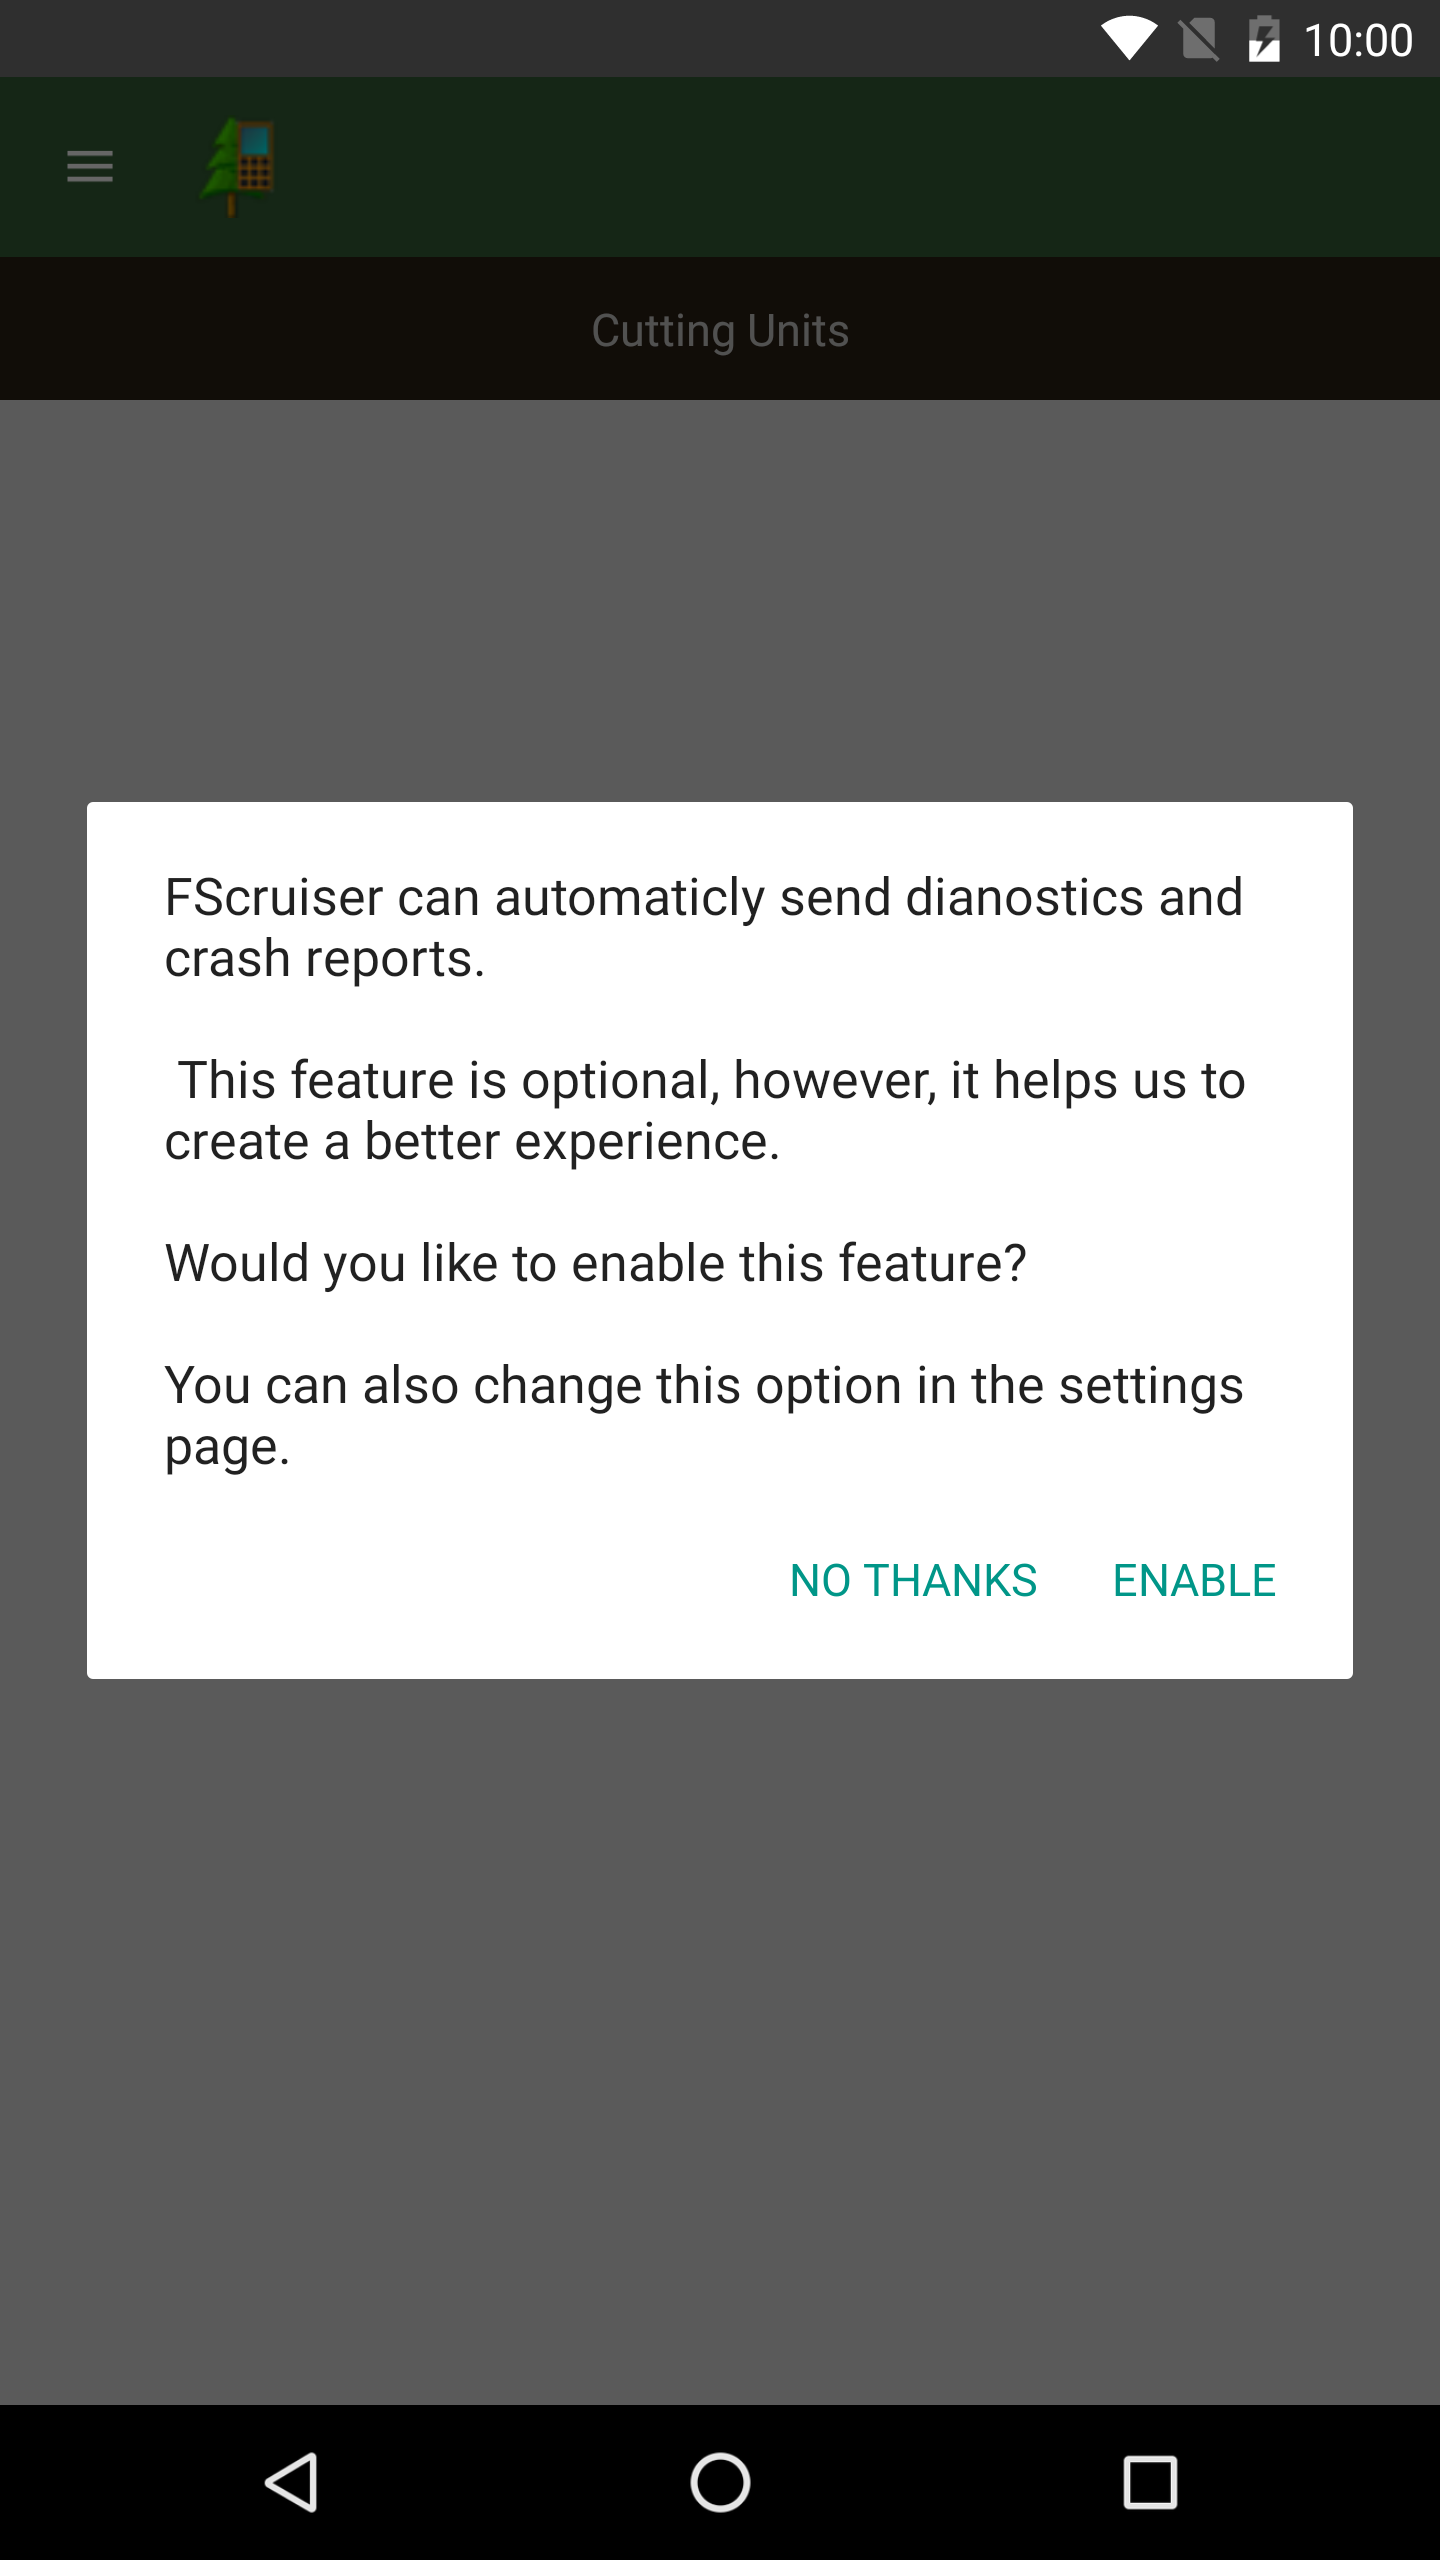 10:00
Cutting Units
FScruiser can automaticly send dianostics and
crash reports.
This feature is optional, however, it helps us to
create a better experience.
Would you like to enable this feature?
You can also change this option in the settings
page.
NO THANKS ENABLE